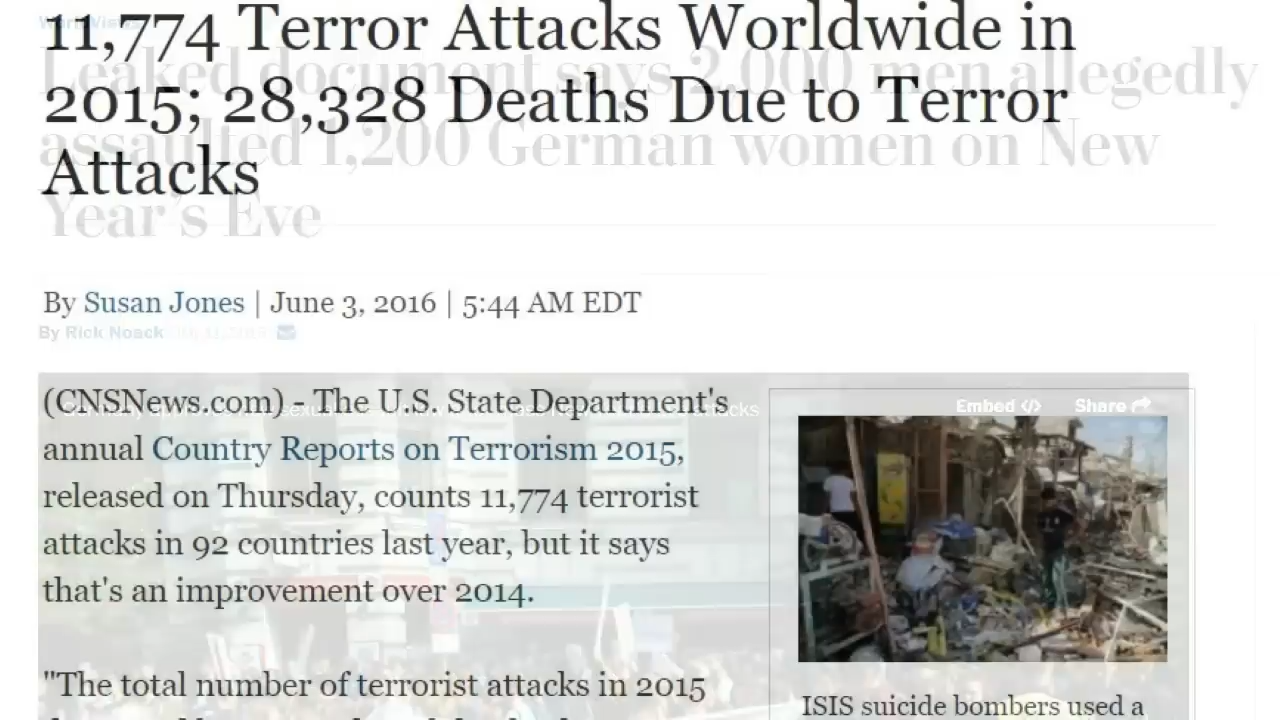 WorldViews
11,774 Terror Attacks Worldwide in
2015; 28,328 Deaths Due to Terror
Attacks
Leaked document says 2,000 men allegedly
assaulted 1,200 German women on New
Year's Eve
By Susan Jones | June 3, 2016 | 5:44 AM EDT
By Rick Noack
(CNSNews.com) - The U.S. State Department's
annual Country Reports on Terrorism 2015,
released on Thursday, counts 11,774 terrorist
attacks in 92 countries last year, but it says
that's an improvement over 2014.
"The total number of terrorist attacks in 2015
Embed </> Share
ISIS suicide bombers used a